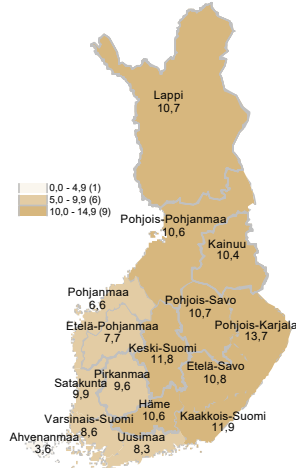 Lappi
10,7
0,0 - 4,9 (1)
5,0 - 9,9 (6)
10,0 - 14,9 (9)
Pohjois-Pohjanmaa
10,6
Kainuu
10,4
Pohjanmaa
6,6
Pohjois-Savo
10,7
Etelä-Pohjanmaa
7,7
Pohjois-Karjala
13,7
Keski-Suomi
11,8
Pirkanmaa
9,6
Etelä-Savo
10,8
Satakunta
9,9
Häme
10,6
Kaakkois-Suomi
11,9
Varsinais-Suomi
8,6
Ahvenanmaa
3,6
Uusimaa
8,3